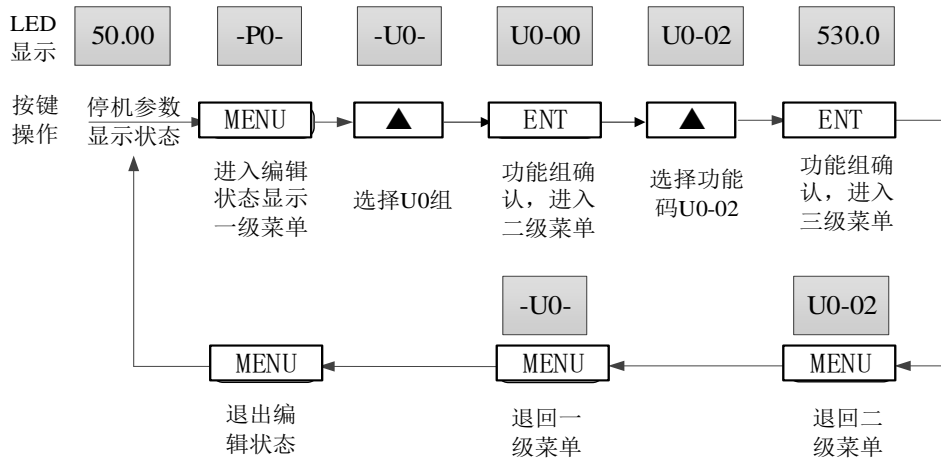 LED
显示
50.00
-P0-
-U0-
U0-00
U0-02
530.0
按键
操作
停机参数
显示状态
MENU
▲
ENT
▲
ENT
进入编辑
状态显示
一级菜单
选择U0组
功能组确
认，进入
二级菜单
选择功能
码U0-02
功能组确
认，进入
三级菜单
-U0-
U0-02
MENU
MENU
MENU
退出编
辑状态
退回一
级菜单
退回二
级菜单